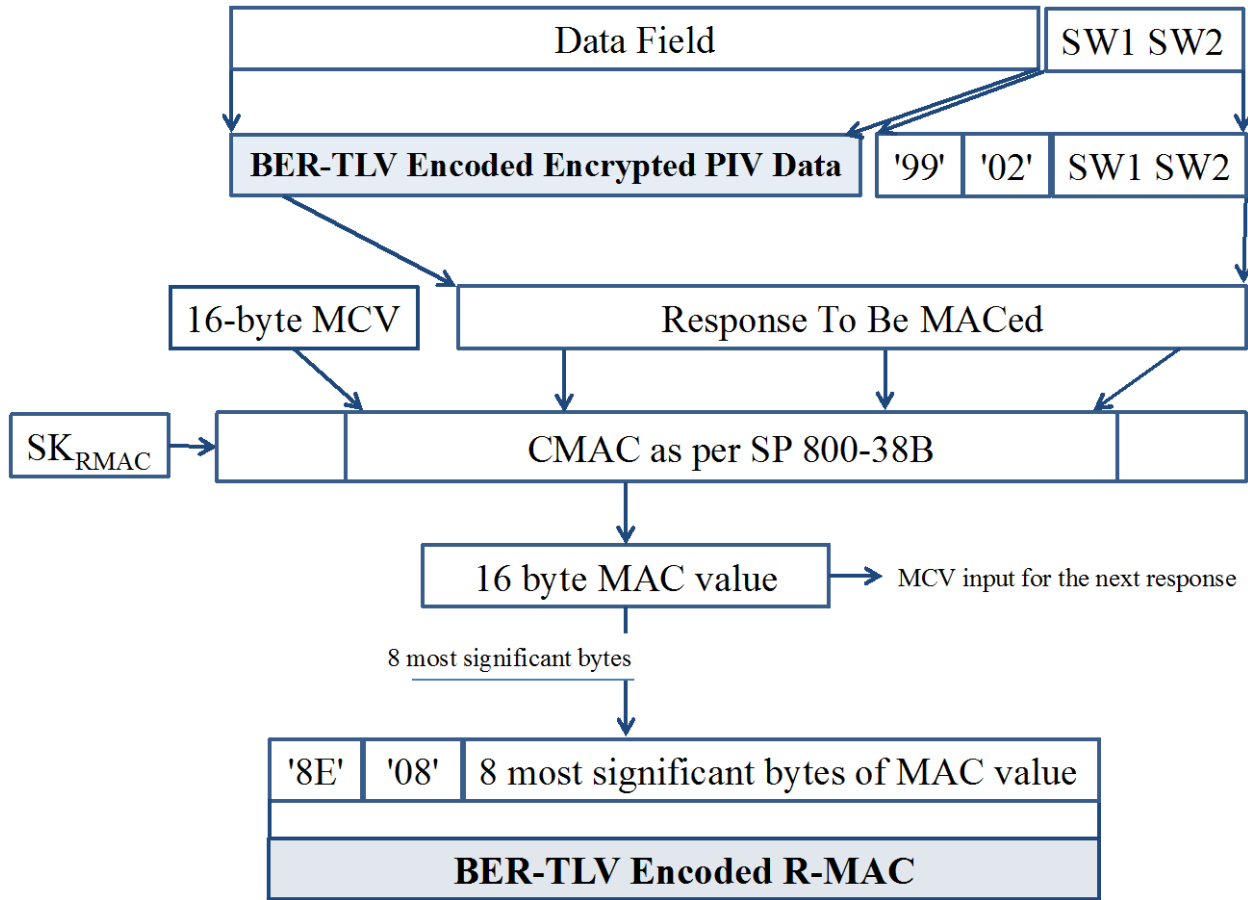 Data Field
SW1 SW2
BER-TLV Encoded Encrypted PIV Data
'99'
'02'
SW1 SW2
16-byte MCV
Response To Be MACed
SKRMAC
CMAC as per SP 800-38B
16 byte MAC value
MCV input for the next response
8 most significant bytes
'8E'
'08'
8 most significant bytes of MAC value
BER-TLV Encoded R-MAC